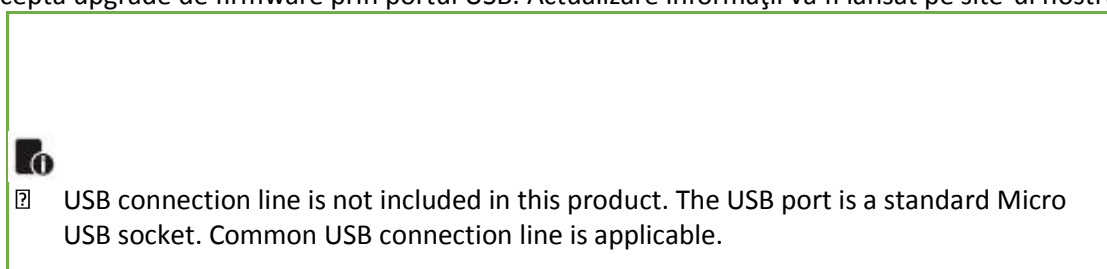 upgrade de firmware prin portul USB. Actualizare informaţii va fi lansat pe site-ul
USB connection line is not included in this product. The USB port is a standard Micro
USB socket. Common USB connection line is applicable.